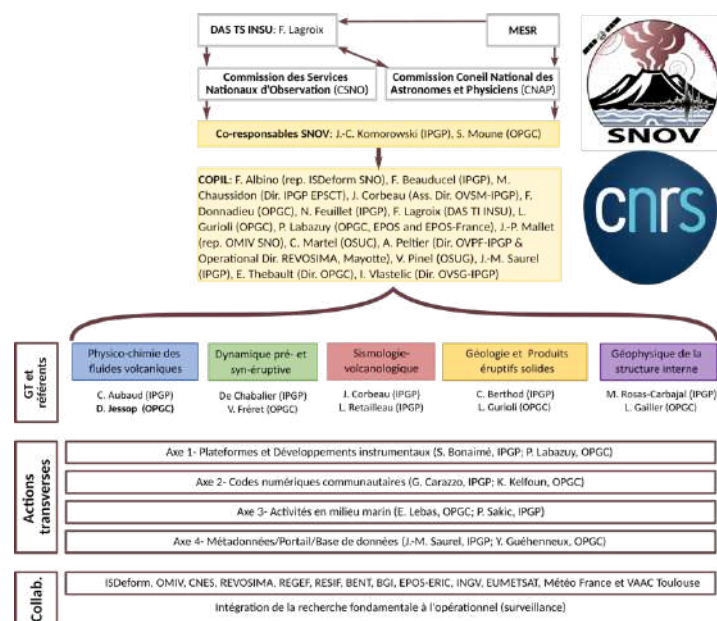 DAS TS INSU: F. Lagroix
MESR
Commission des Services
Nationaux d'Observation (CSNO)
Commission Coneil National des
Astronomes et Physiciens (CNAP)
Co-responsables SNOV: J.-C. Komorowski (IPGP), S. Moune (OPGC)
SNOV
cnrs
COPIL: F. Albino (rep. ISDeform SNO), F. Beauducel (IPGP), M.
Chaussidon (Dir. IPGP EPSCT), J. Corbeau (Ass. Dir. OVSM-IPGP), F.
Donnadieu (OPGC), N. Feuillet (IPGP), F. Lagroix (DAS TI INSU), L.
Gurioli (OPGC), P. Labazuy (OPGC, EPOS and EPOS-France), J.-P. Mallet
(rep. OMIV SNO), C. Martel (OSUC), A. Peltier (Dir. OVPF-IPGP &
Operational Dir. REVOSIMA, Mayotte), V. Pinel (OSUG), J.-M. Saurel
(IPGP), E. Thebault (Dir. OPGC), I. Vlastelic (Dir. OVSG-IPGP)
GT et
référents
Physico-chimie des
fluides volcaniques
Dynamique pré- et
syn-éruptive
Sismologie-
volcanologique
Géologie et Produits
éruptifs solides
Géophysique de la
structure interne
C. Aubaud (IPGP)
D. Jessop (OPGC)
De Chabalier (IPGP)
V. Fréret (OPGC)
J. Corbeau (IPGP)
L. Retailleau (IPGP)
C. Berthod (IPGP)
L. Gurioli (OPGC)
M. Rosas-Carbajal (IPGP)
L. Gailler (OPGC)
Actions
transverses
Axe 1- Plateformes et Développements instrumentaux (S. Bonaimé, IPGP; P. Labazuy, OPGC)
Axe 2- Codes numériques communautaires (G. Carazzo, IPGP; K. Kelfoun, OPGC)
Axe 3- Activités en milieu marin (E. Lebas, OPGC; P. Sakic, IPGP)
Axe 4- Métadonnées/Portail/Base de données (J.-M. Saurel, IPGP; Y. Guéhenneux, OPGC)
Collab.
ISDeform, OMIV, CNES, REVOSIMA, REGEF, RESIF, BENT, BGI, EPOS-ERIC, INGV, EUMETSAT, Météo France et VAAC Toulouse
Intégration de la recherche fondamentale à l'opérationnel (surveillance)